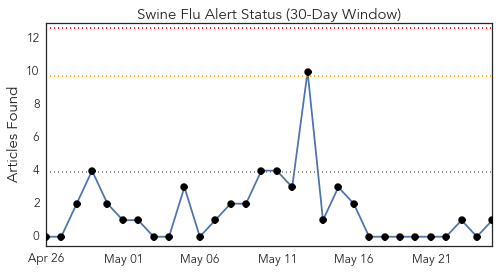 Swine Flu Alert Status (30-Day Window)
Articles Found
12
10
8
6
4
2
0
Apr 26
May 01
May 06
May 11
May 16
May 21